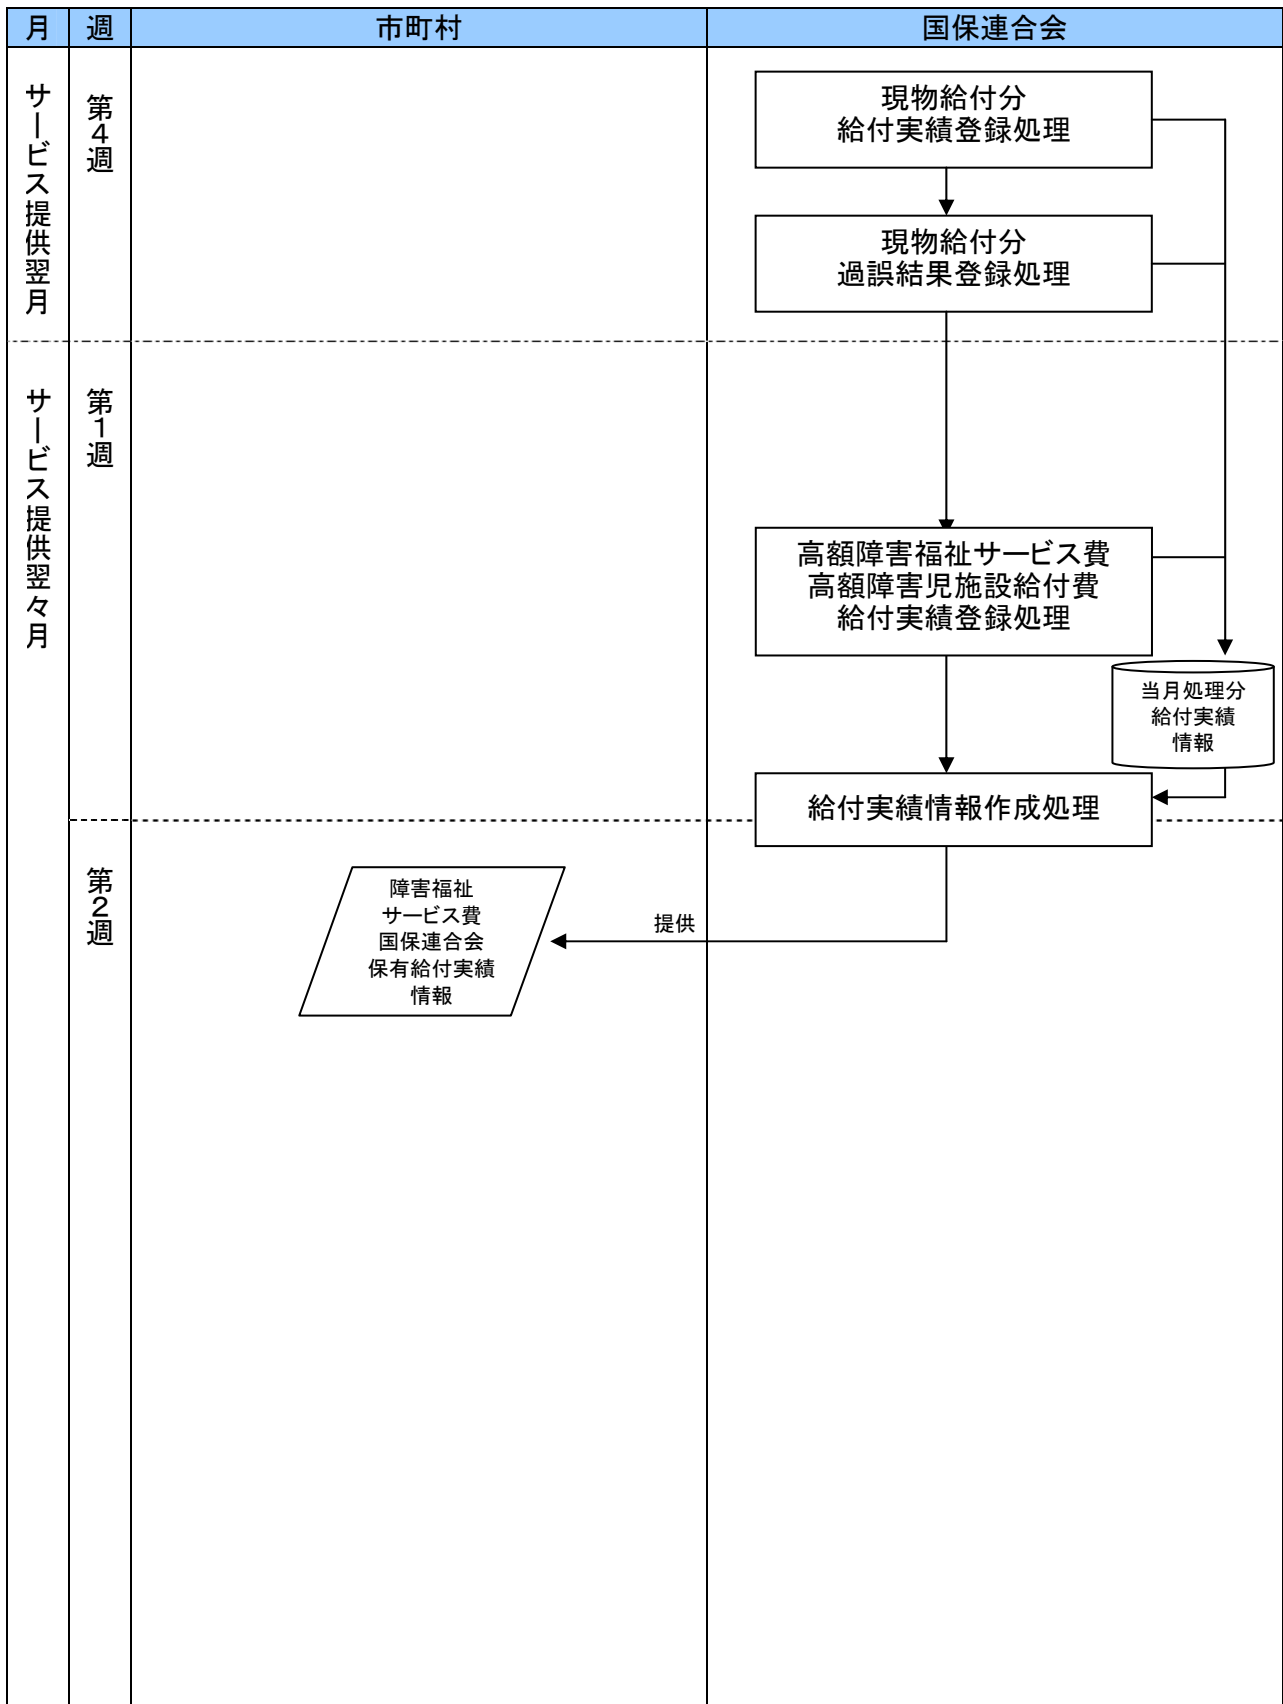 月
週
市町村
国保連合会
サービス提供翌月
第4週
現物給付分
給付実績登録処理
現物給付分
過誤結果登録処理
サービス提供翌々月
第1週
高額障害福祉サービス費
高額障害児施設給付費
給付実績登録処理
当月処理分
給付実績
情報
給付実績情報作成処理
第2週
障害福祉
サービス費
国保連合会
保有給付実績
情報
提供